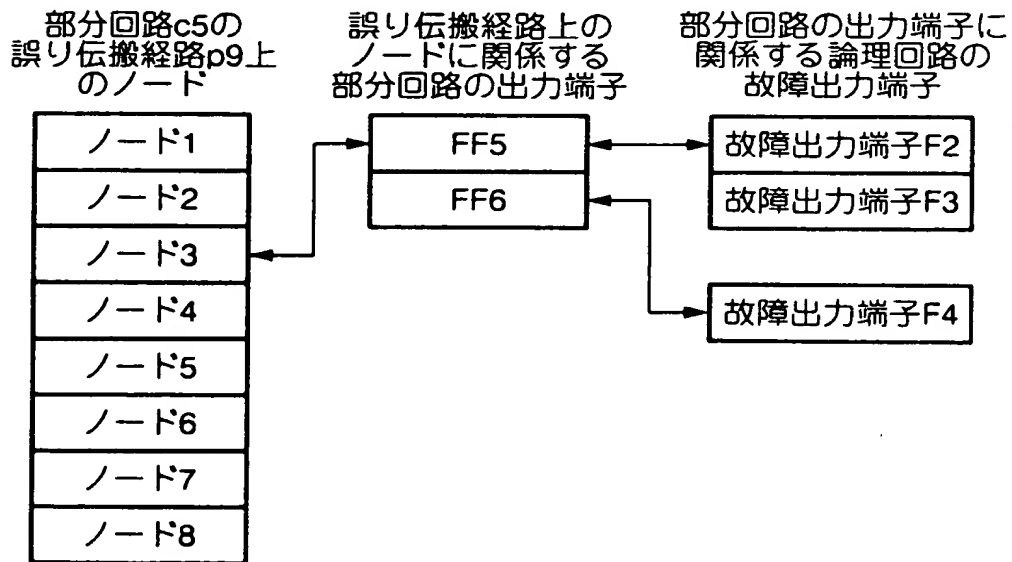 部分回路c5の
誤り伝搬経路p9上
のノード
ノード1
ノード2
ノード3
ノード4
ノード5
ノード6
ノード7
ノード8
誤り伝搬経路上の
ノードに関係する
部分回路の出力端子
FF5
FF6
部分回路の出力端子に
関係する論理回路の
故障出力端子
故障出力端子F2
故障出力端子F3
故障出力端子F4